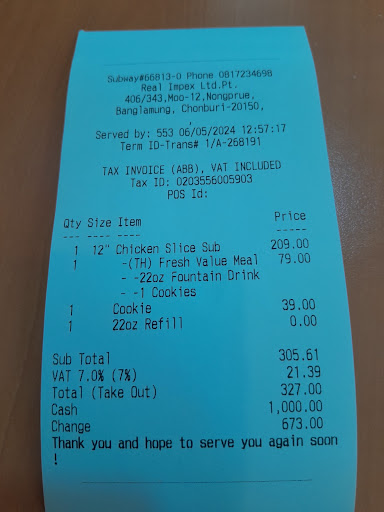 Subway#66813-0 Phone 0817234698
Real Impex Ltd.Pt.
406/343,Moo-12,Nongprue,
Banglamung, Chonburi-20150,
,
Served by: 553 06/05/2024 12:57:17
Term ID-Trans# 1/A-268191
TAX INVOICE (ABB), VAT INCLUDED
Tax ID: 0203556005903
POS Id:
Qty Size Item Price
--- ---- ---- -----
1 12" Chicken Slice Sub 209.00
1 -(TH) Fresh Value Meal 79.00
- -22oz Fountain Drink
- -1 Cookies
1 Cookie 39.00
1 22oz Refill 0.00
Sub Total 305.61
VAT 7.0% (7%) 21.39
Total (Take Out) 327.00
Cash 1,000.00
Change 673.00
Thank you and hope to serve you again soon
!